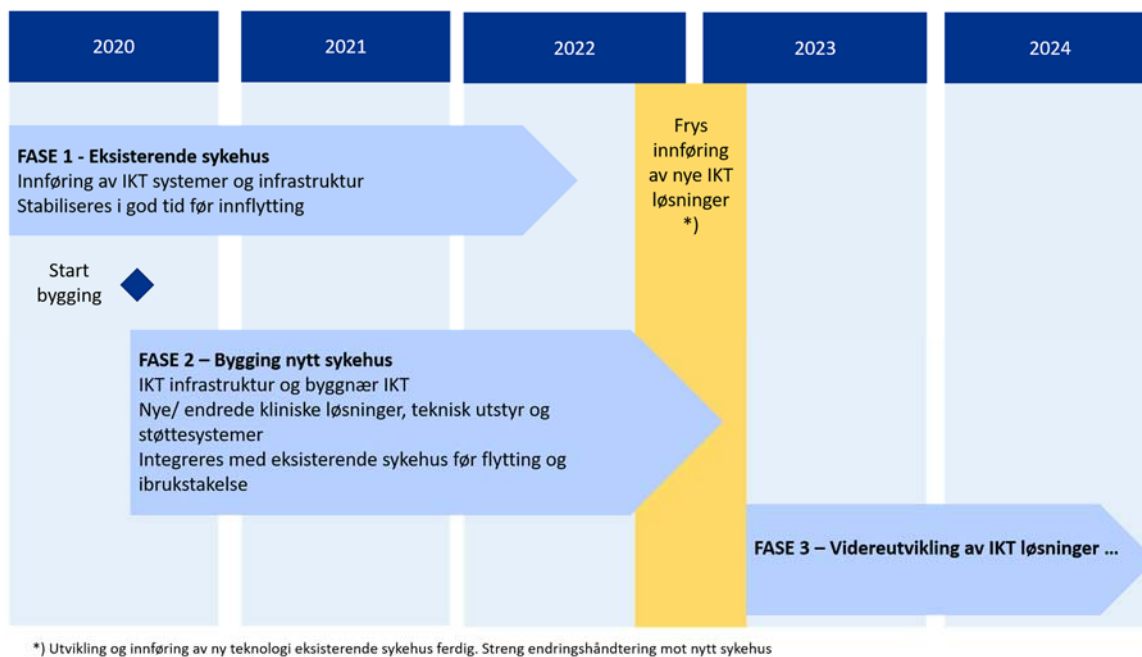 2020
2021
2022
2023
2024
FASE 1 - Eksisterende sykehus
Innføring av IKT systemer og infrastruktur
Stabiliseres i god tid før innflytting
Frys
innføring
av nye IKT
løsninger
*)
Start
bygging
FASE 2 – Bygging nytt sykehus
IKT infrastruktur og byggnær IKT
Nye/ endrede kliniske løsninger, teknisk utstyr og
støttesystemer
Integreres med eksisterende sykehus før flytting og
ibrukstakelse
FASE 3 – Videreutvikling av IKT løsninger ...
*) Utvikling og innføring av ny teknologi eksisterende sykehus ferdig. Streng endringshåndtering mot nytt sykehus